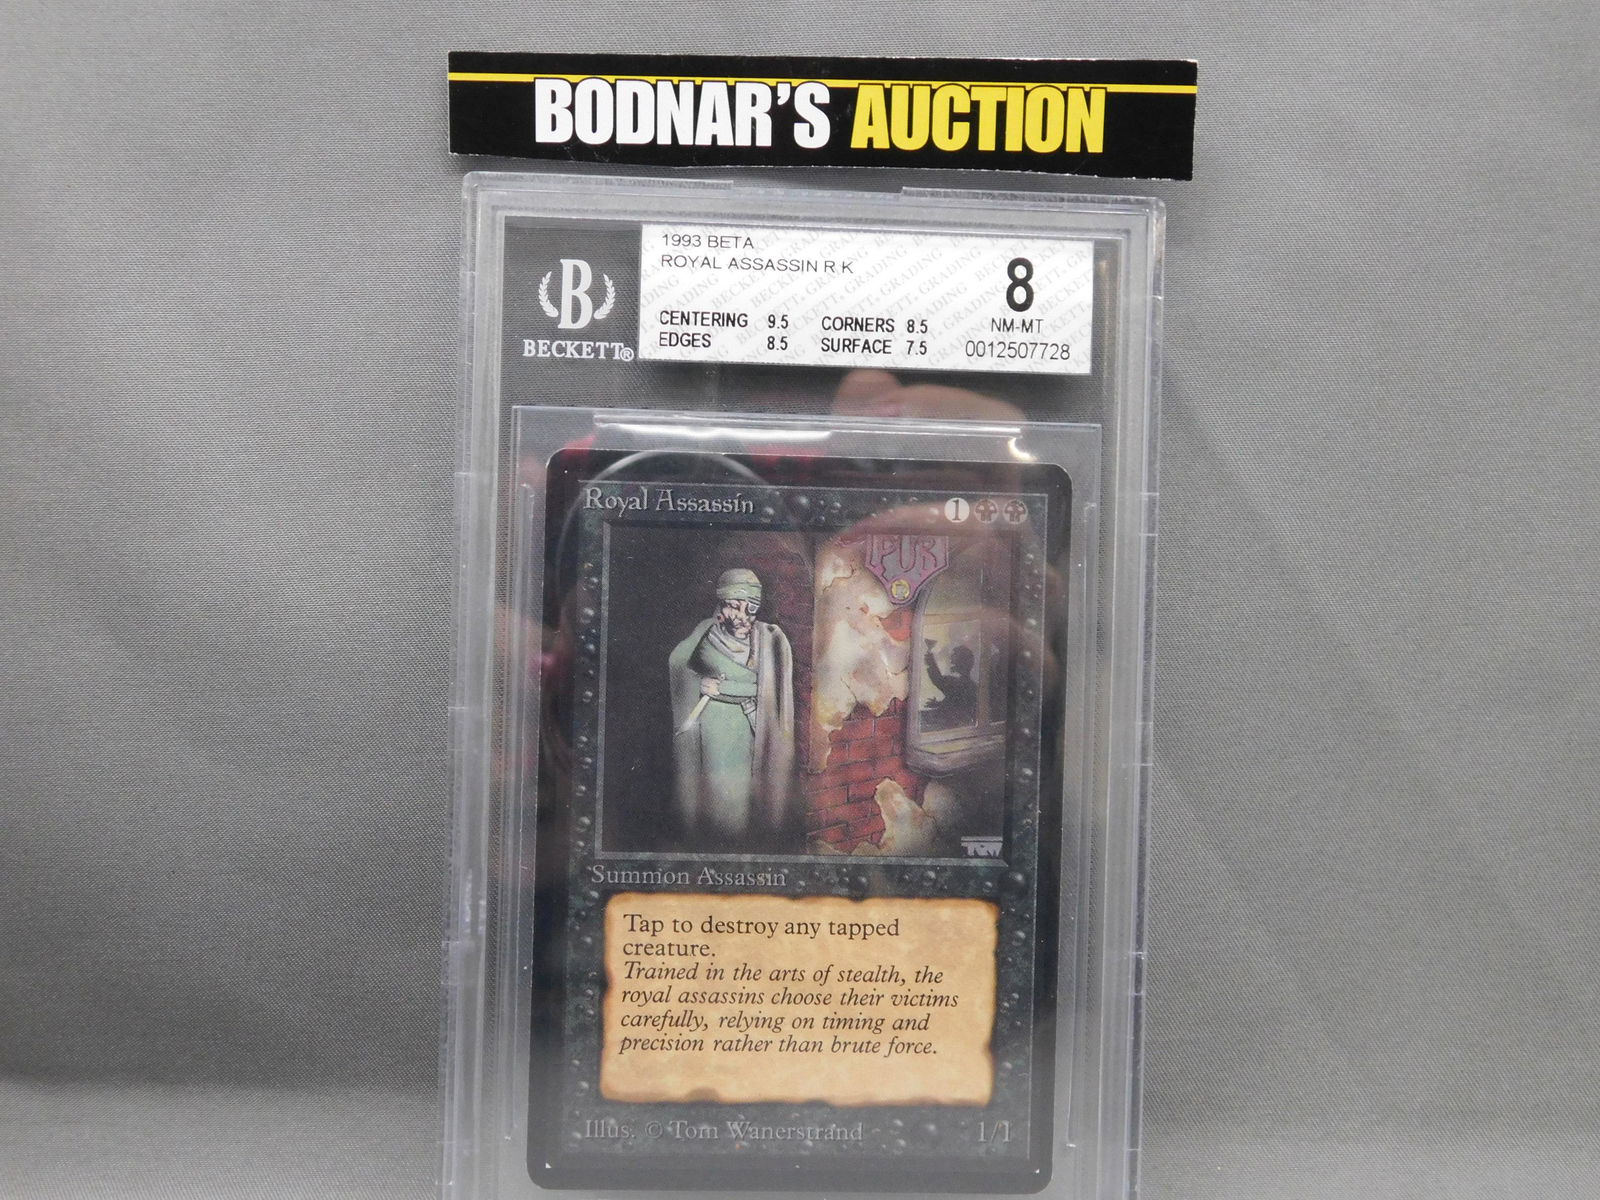 BODNAR'S AUCTION
1993 BETA
ROYAL ASSASSIN R K
8
CENTERING 9.5 CORNERS 8.5
NM-MT
EDGES 8.5 SURFACE 7.5
0012507728
B
BECKETT®
Royal Assassin
1
PUB
TCW
Summon Assassin
Tap to destroy any tapped
creature.
Trained in the arts of stealth, the
royal assassins choose their victims
carefully, relying on timing and
precision rather than brute force.
Illus. © Tom Wanerstrand
1/1